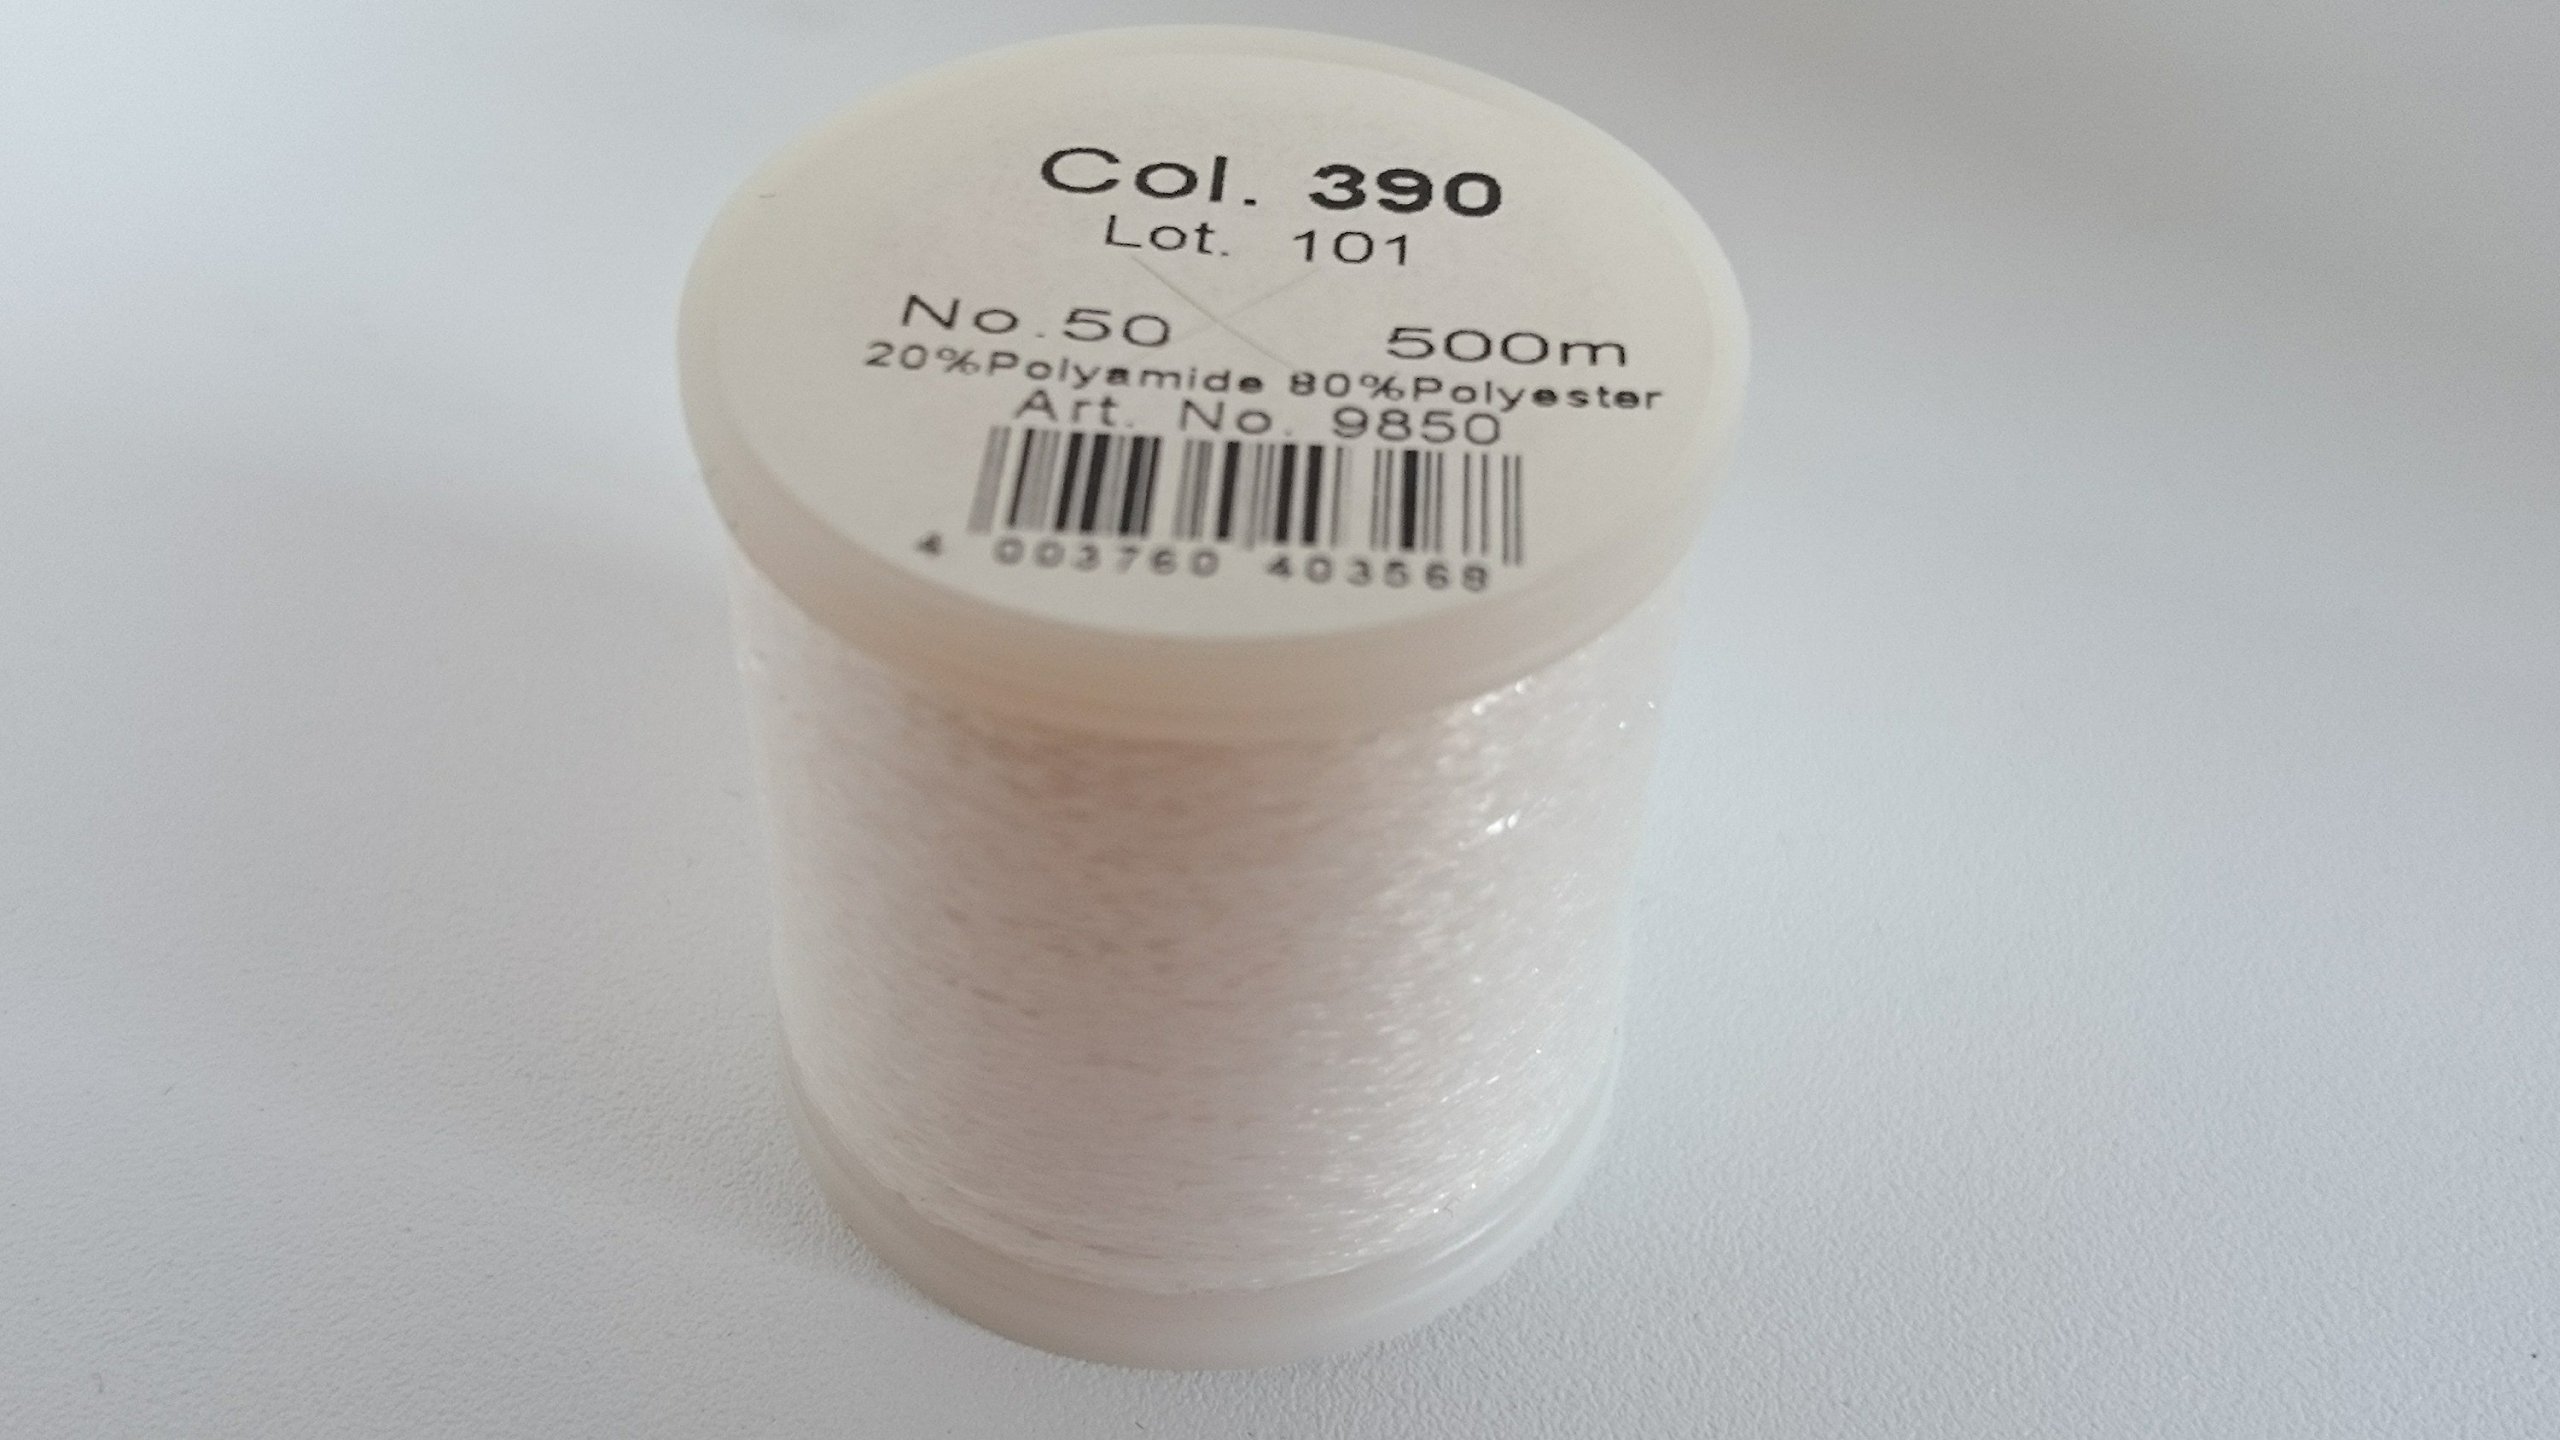 Col. 390
Lot. 101
No.50 500m
20%Polyamide 80%Polyester
Art. No. 9850
4 003760 403568